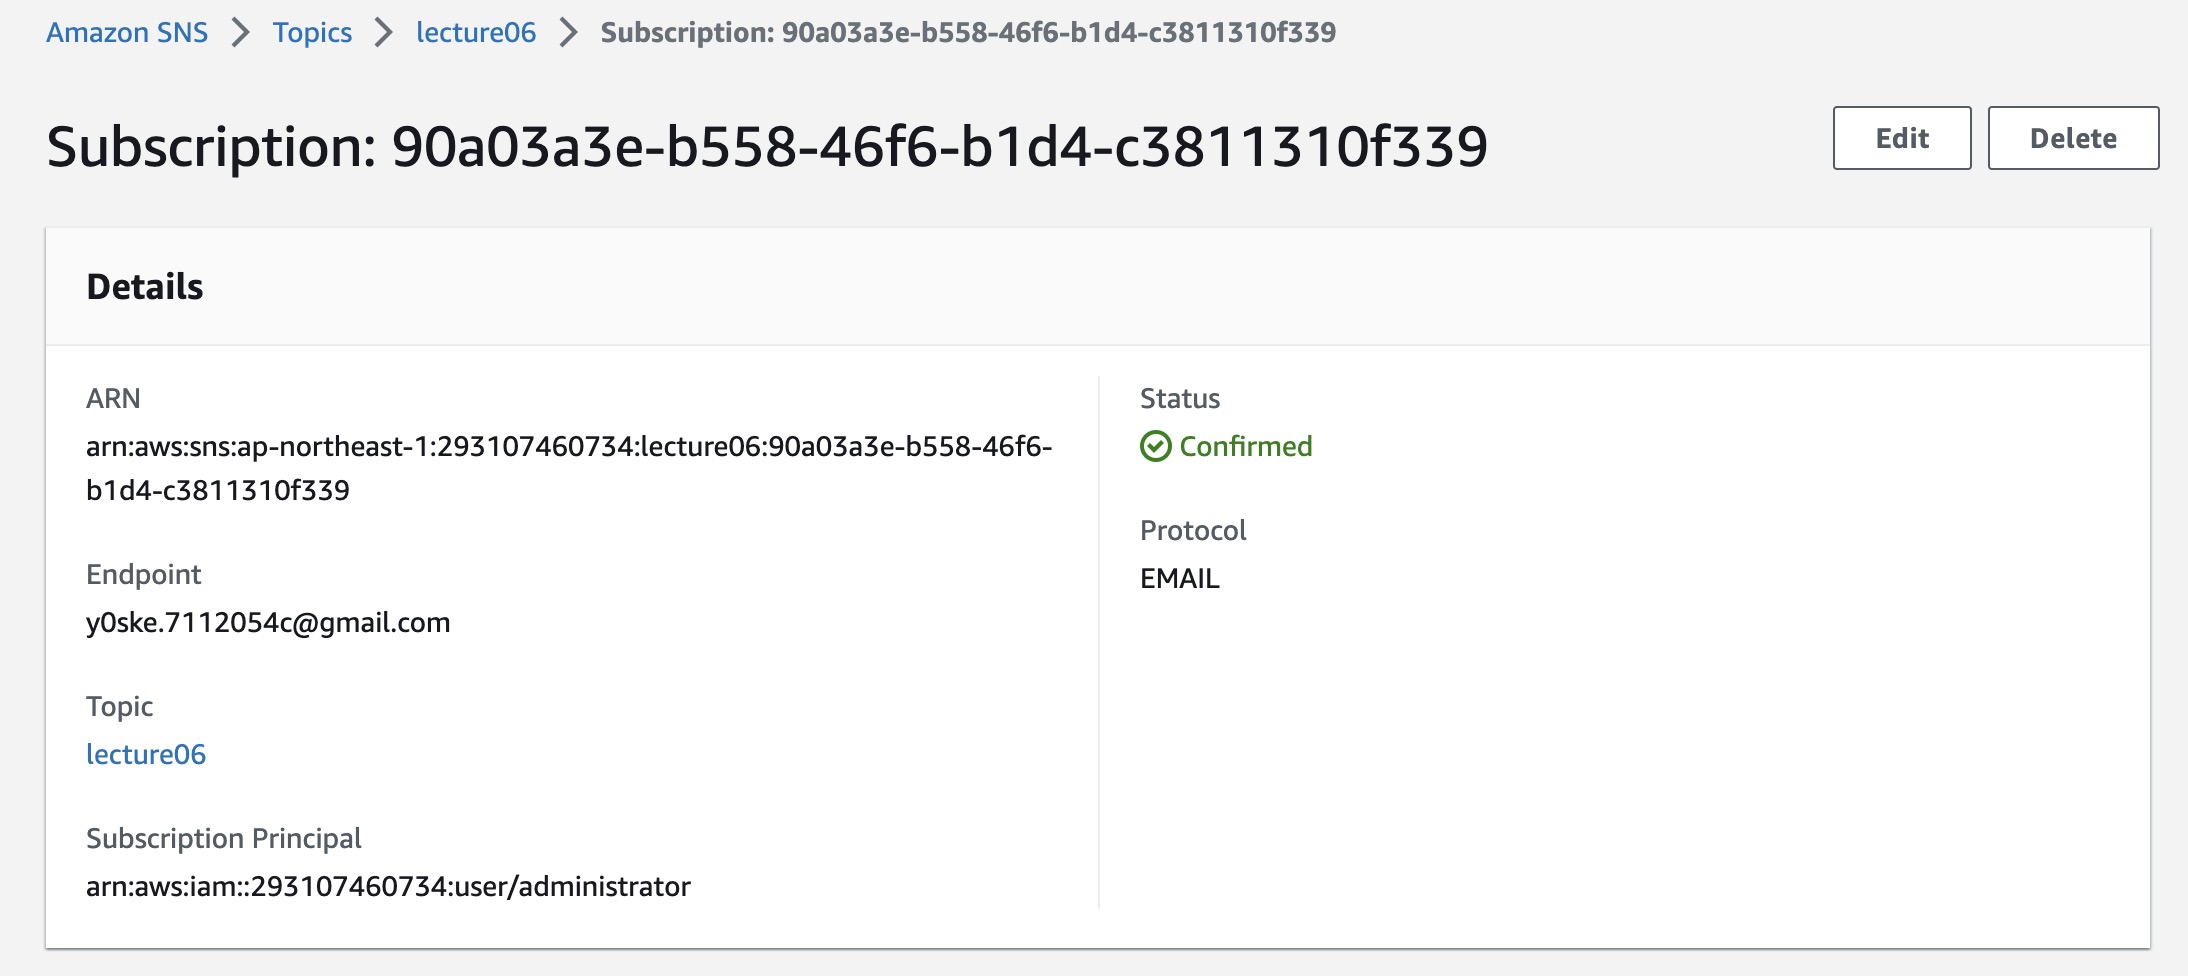 Amazon SNS > Topics > lecture06 > Subscription: 90a03a3e-b558-46f6-b1d4-c3811310f339
Subscription: 90a03a3e-b558-46f6-b1d4-c3811310f339
Edit
Delete
Details
ARN
arn:aws:sns:ap-northeast-1:293107460734:lecture06:90a03a3e-b558-46f6-
b1d4-c3811310f339
Endpoint
y0ske.7112054c@gmail.com
Topic
lecture06
Subscription Principal
arn:aws:iam::293107460734:user/administrator
Status
Confirmed
Protocol
EMAIL